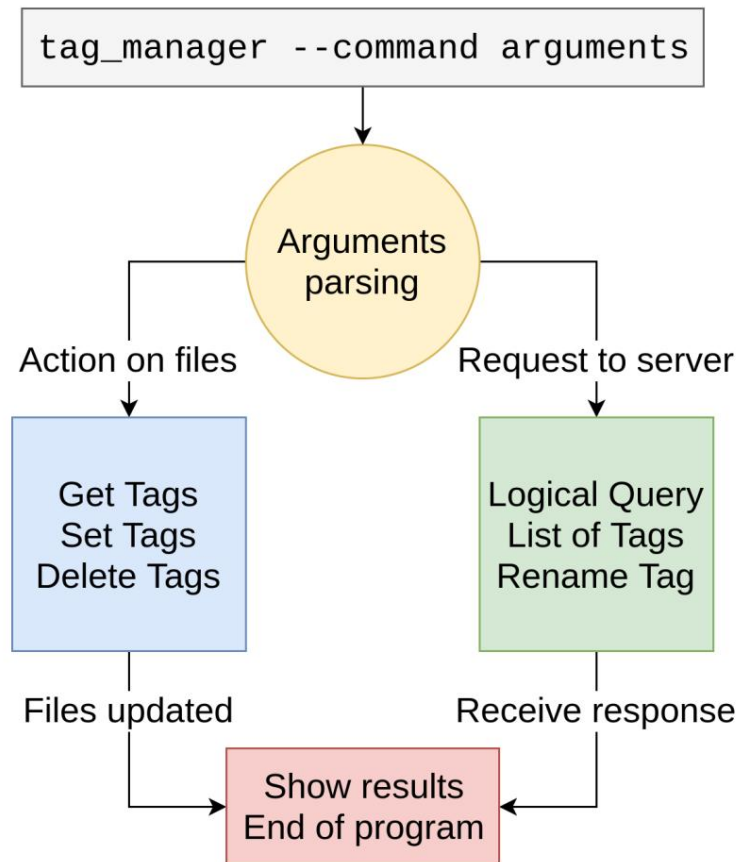 tag_manager --command arguments
Arguments
parsing
Action on files
Request to server
Get Tags
Set Tags
Delete Tags
Logical Query
List of Tags
Rename Tag
Files updated
Receive response
Show results
End of program